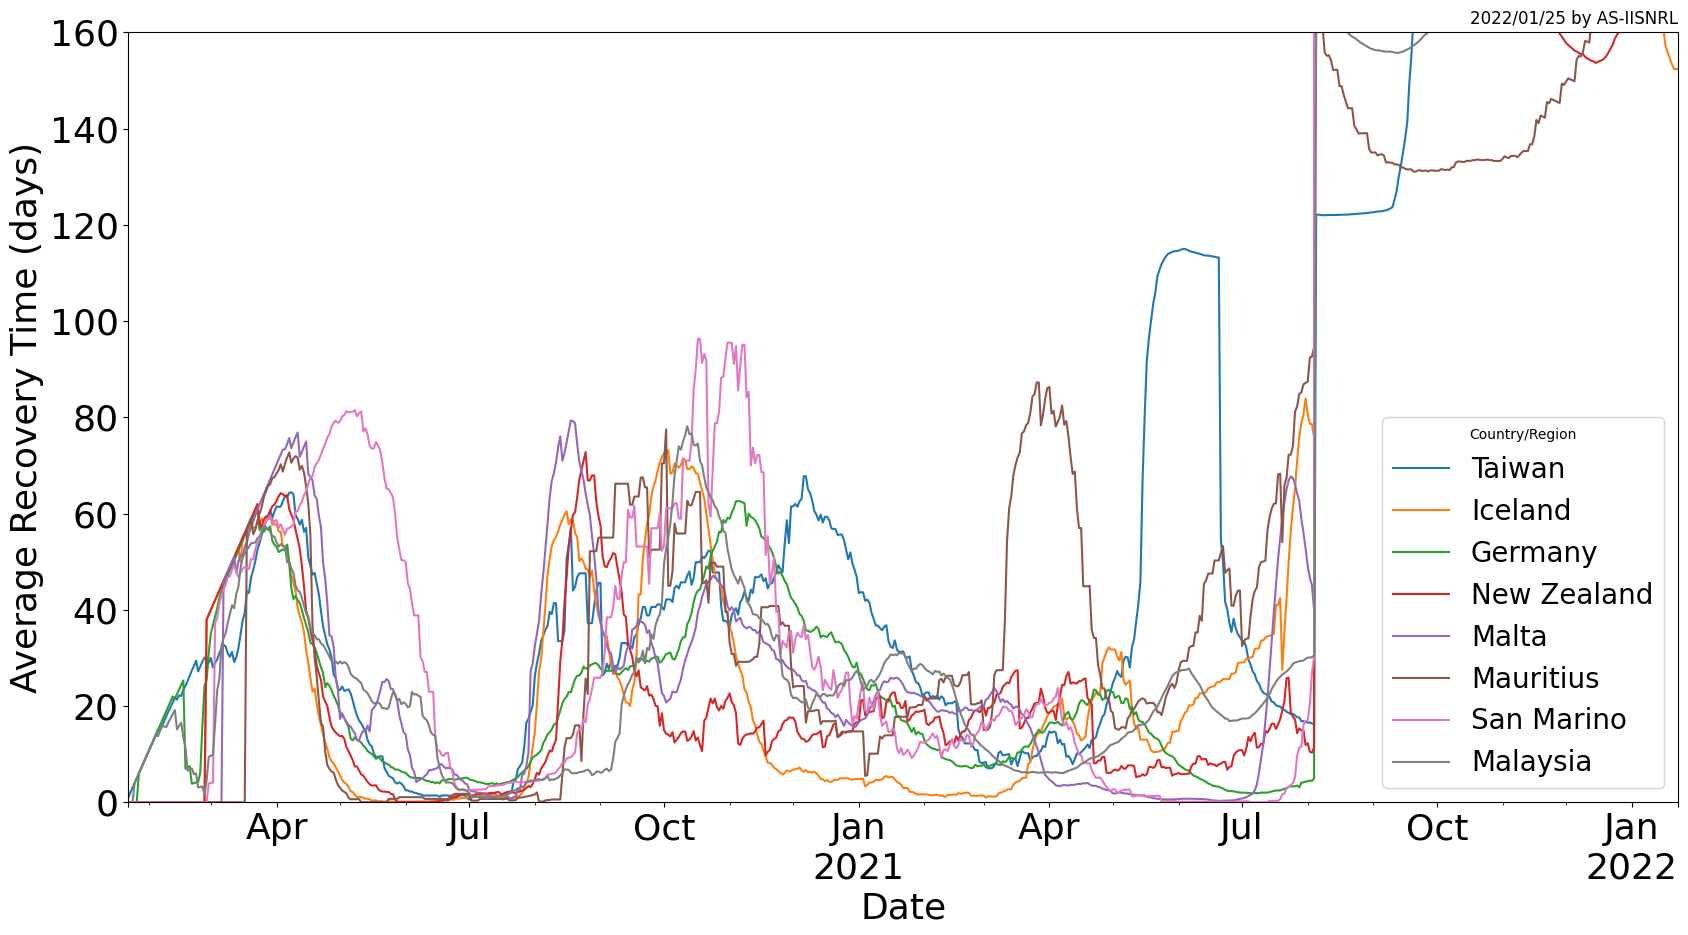 2022/01/25 by AS-IISNRL
Average Recovery Time (days)
160
140
120
100
80
60
40
20
0
Country/Region
Taiwan
Iceland
Germany
New Zealand
Malta
Mauritius
San Marino
Malaysia
Apr Jul Oct Jan Apr Jul Oct Jan
2021 2022
Date